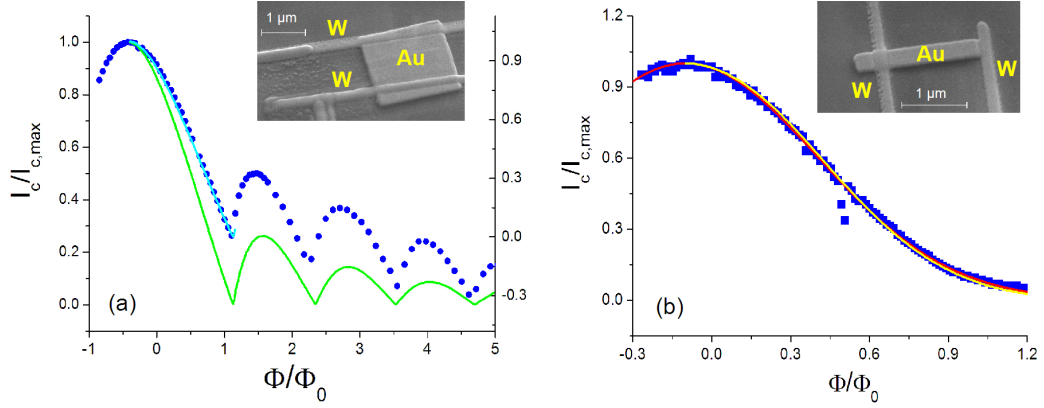 1 μm
W
Au
W
1.0
0.8
0.6
0.4
0.2
0.0
0.9
0.6
0.3
0.0
-0.3
I_c/I_c,max
(a)
-1 0 1 2 3 4 5
Φ/Φ₀
Au
W
W
1 μm
1.2
0.9
0.6
0.3
0.0
I_c/I_c,max
(b)
-0.3 0.0 0.3 0.6 0.9 1.2
Φ/Φ₀